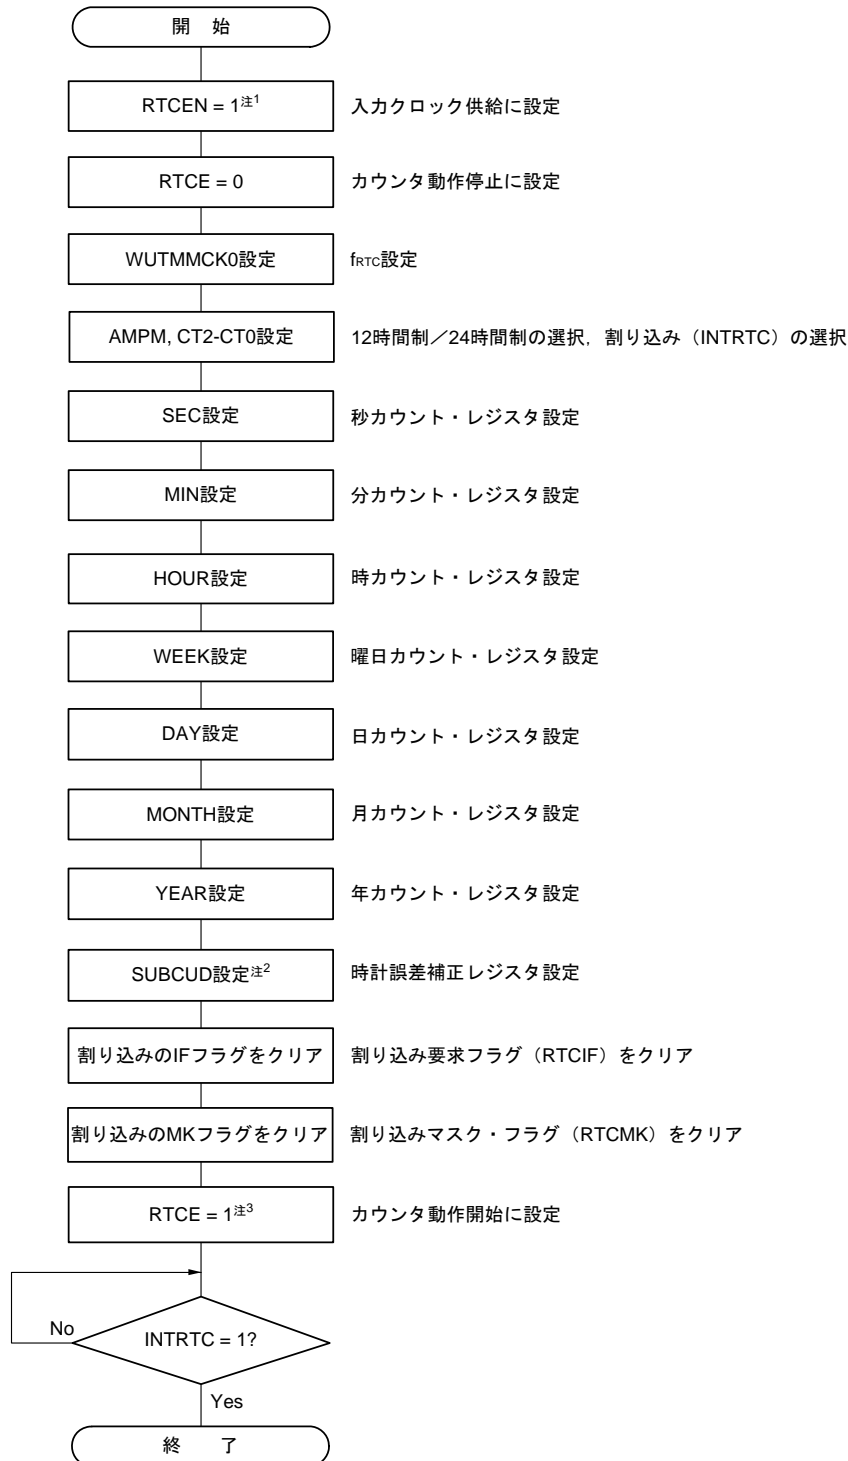 開 始
RTCEN = 1注1 入力クロック供給に設定
RTCE = 0 カウンタ動作停止に設定
WUTMMCK0設定 fRTC設定
AMPM, CT2-CT0設定 12時間制／24時間制の選択，割り込み（INTRTC）の選択
SEC設定 秒カウント・レジスタ設定
MIN設定 分カウント・レジスタ設定
HOUR設定 時カウント・レジスタ設定
WEEK設定 曜日カウント・レジスタ設定
DAY設定 日カウント・レジスタ設定
MONTH設定 月カウント・レジスタ設定
YEAR設定 年カウント・レジスタ設定
SUBCUD設定注2 時計誤差補正レジスタ設定
割り込みのIFフラグをクリア 割り込み要求フラグ（RTCIF）をクリア
割り込みのMKフラグをクリア 割り込みマスク・フラグ（RTCMK）をクリア
RTCE = 1注3 カウンタ動作開始に設定
No
INTRTC = 1?
Yes
終 了